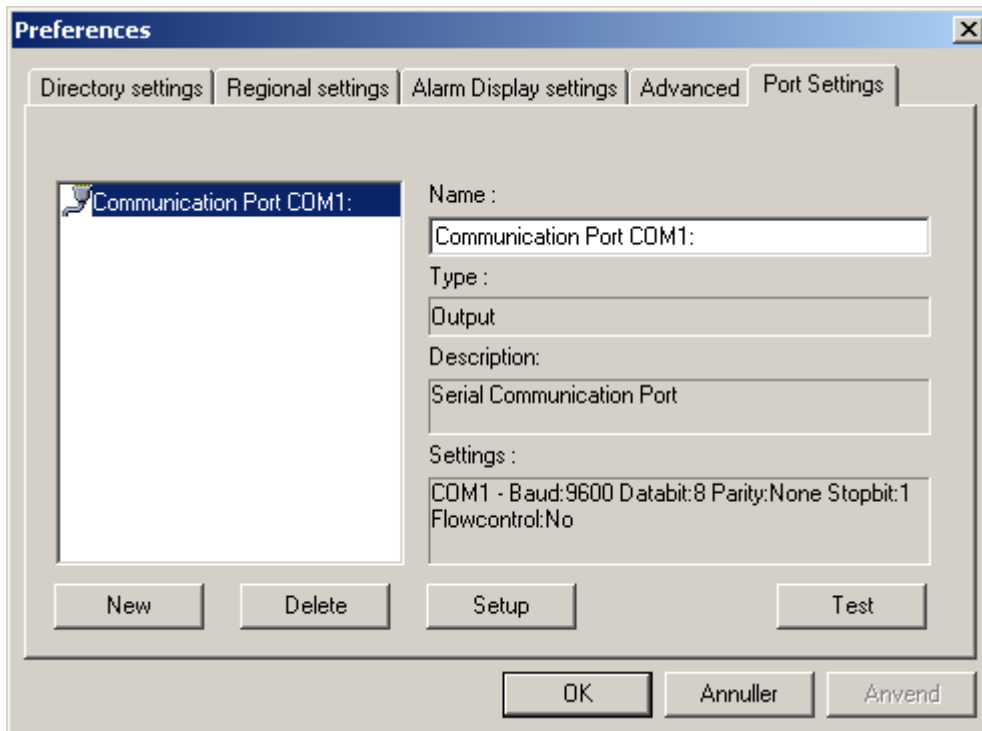 Preferences
Directory settings
Regional settings
Alarm Display settings
Advanced
Port Settings
Communication Port COM1:
Name :
Communication Port COM1:
Type :
Output
Description:
Serial Communication Port
Settings :
COM1 - Baud:9600 Databit:8 Parity:None Stopbit:1
Flowcontrol:No
New
Delete
Setup
Test
OK
Annuller
Anvend